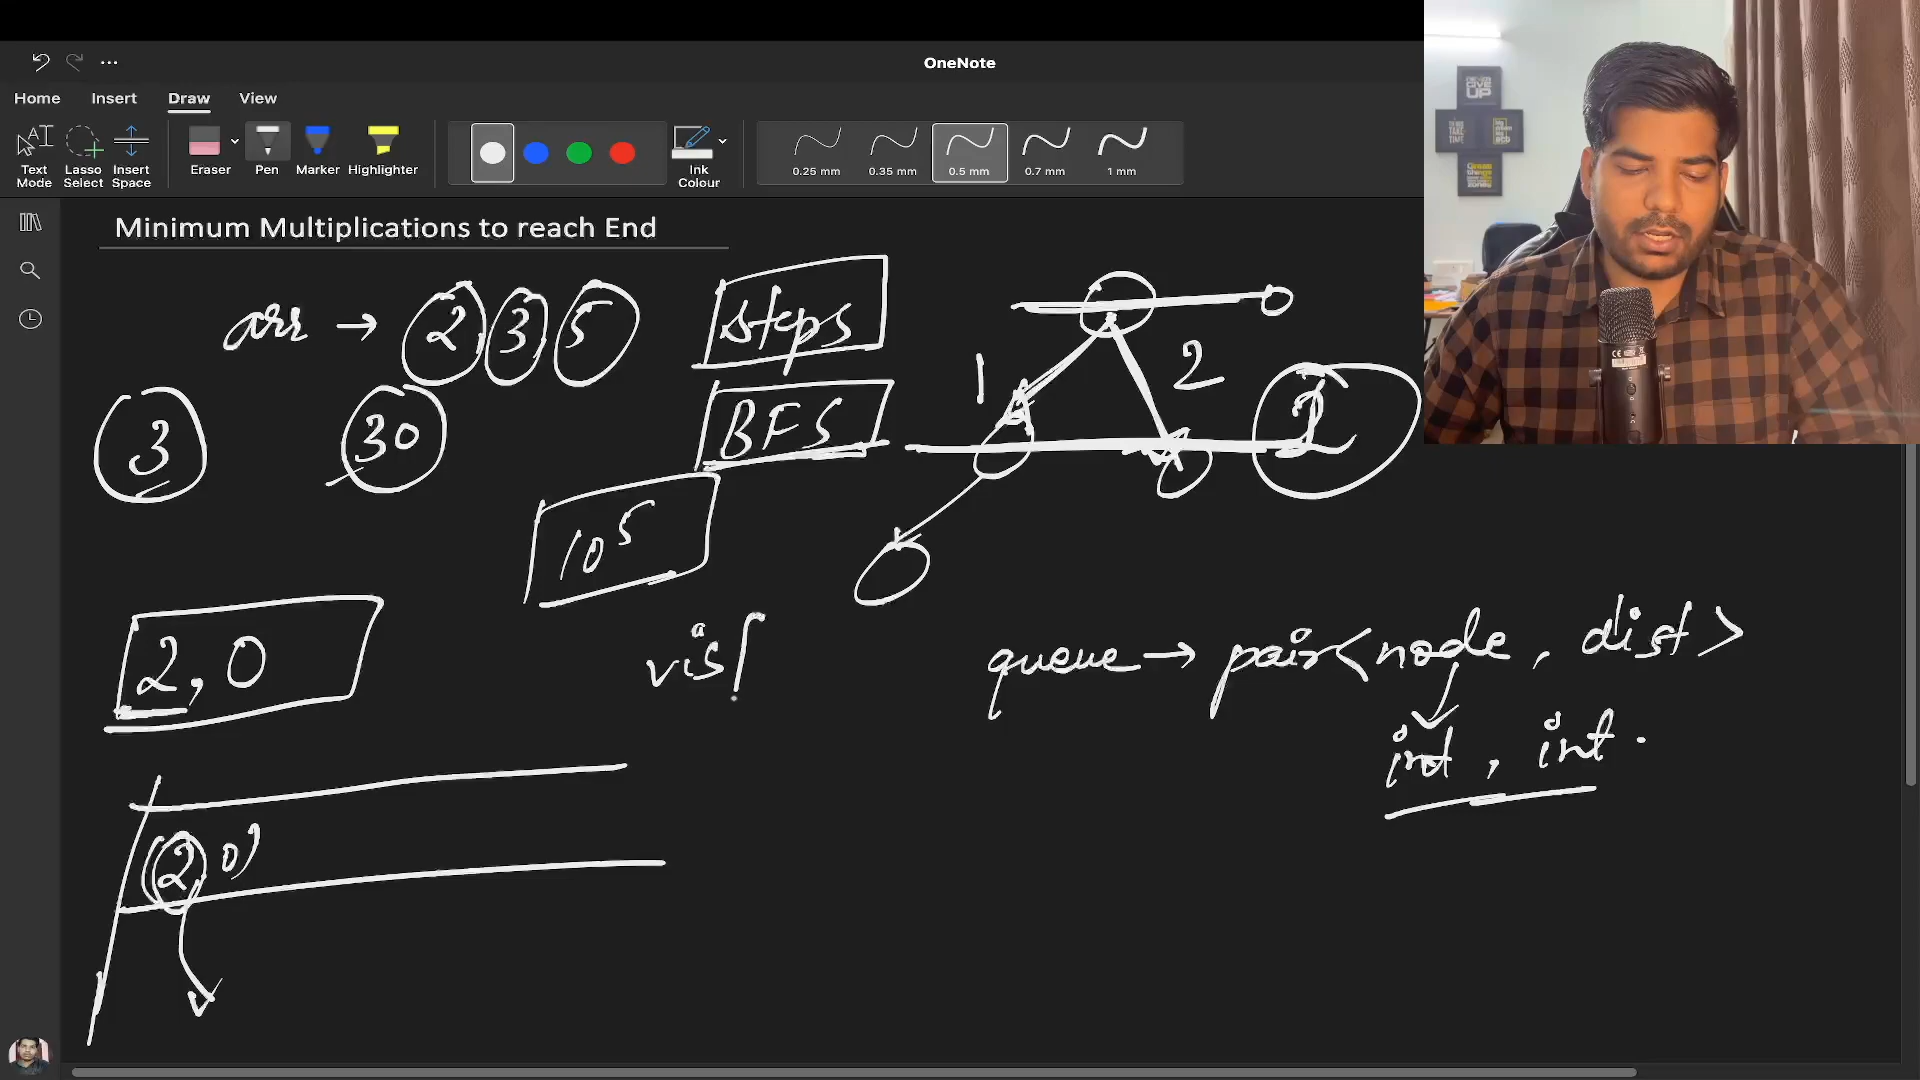 OneNote
Home Insert Draw View
Text Mode
Lasso Select
Insert Space
Eraser
Pen
Marker
Highlighter
Ink Colour
0.25 mm
0.35 mm
0.5 mm
0.7 mm
1 mm
Minimum Multiplications to reach End
arr → 2, 3, 5
steps
1 2
3 30
BFS
10^5
2, 0
vis[
queue → pair<node, dist>
int, int.
(2, 0)
GIVE UP